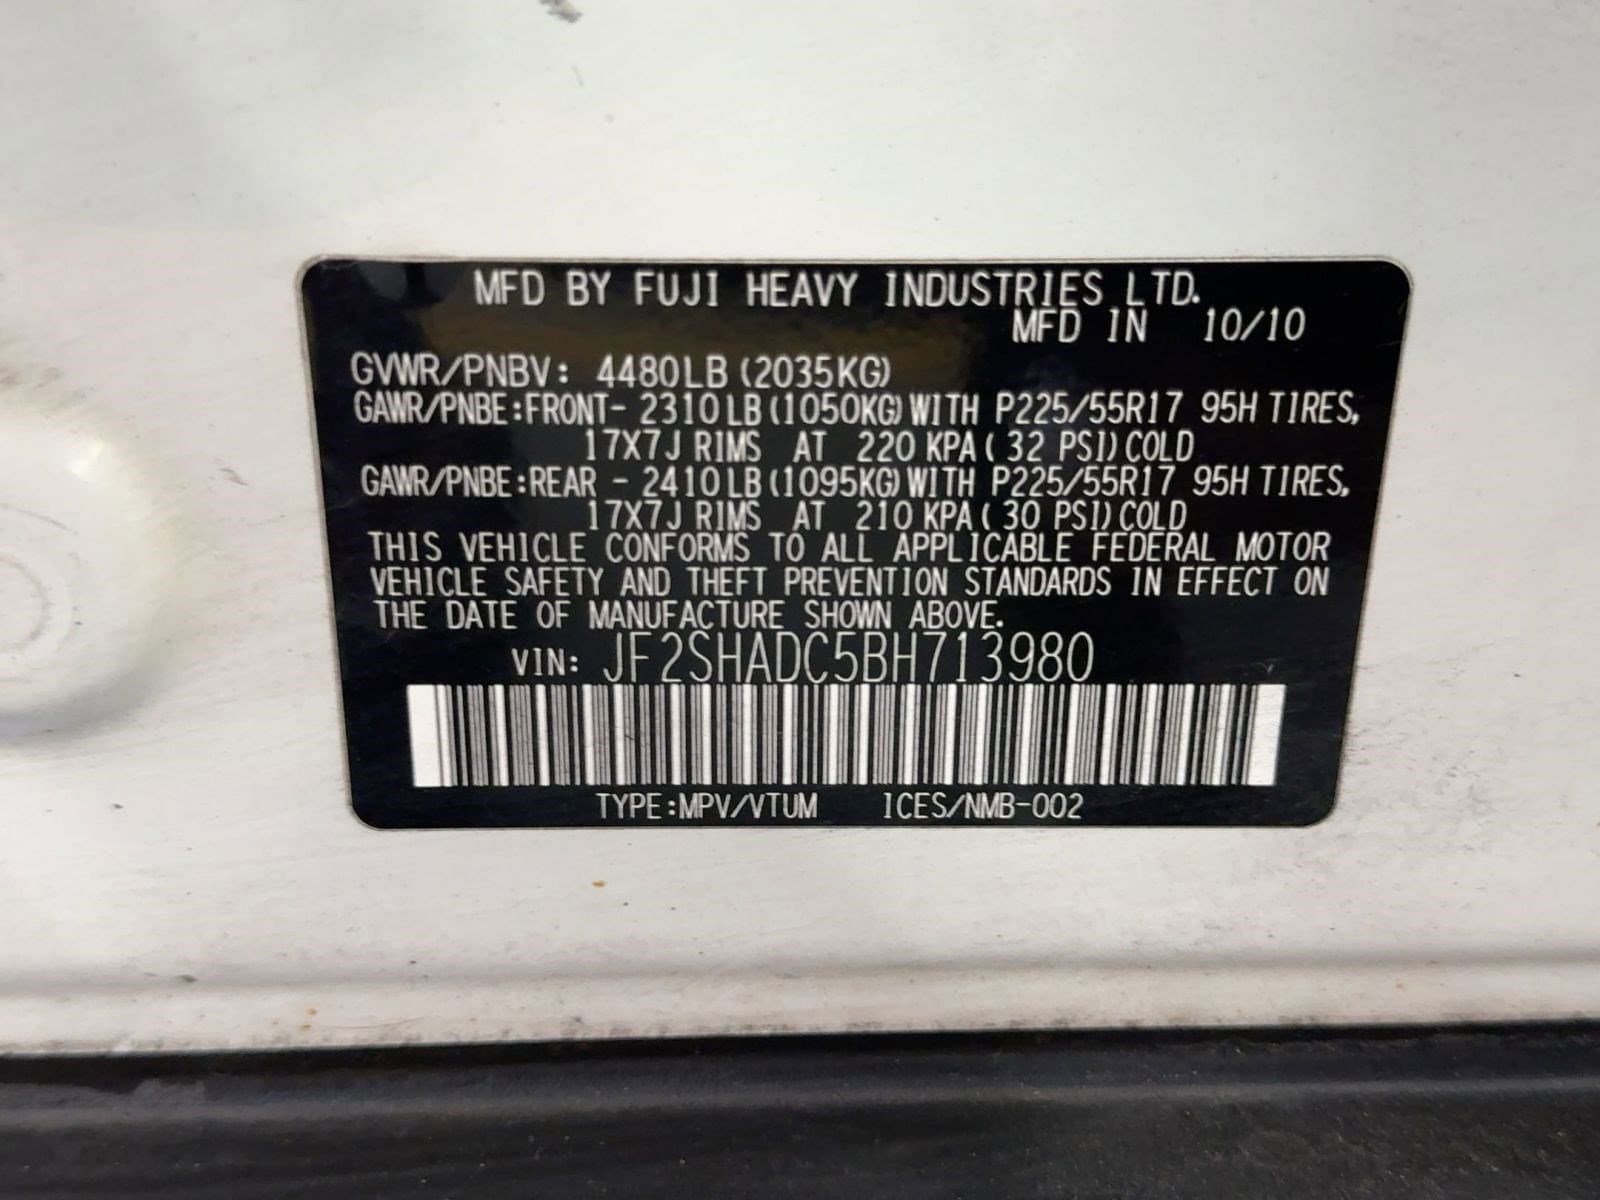 MFD BY FUJI HEAVY INDUSTRIES LTD.
MFD IN 10/10
GVWR/PNBV: 4480LB (2035KG)
GAWR/PNBE:FRONT- 2310LB(1050KG)WITH P225/55R17 95H TIRES,
17X7J RIMS AT 220 KPA( 32 PSI)COLD
GAWR/PNBE:REAR - 2410LB(1095KG)WITH P225/55R17 95H TIRES,
17X7J RIMS AT 210 KPA( 30 PSI)COLD
THIS VEHICLE CONFORMS TO ALL APPLICABLE FEDERAL MOTOR
VEHICLE SAFETY AND THEFT PREVENTION STANDARDS IN EFFECT ON
THE DATE OF MANUFACTURE SHOWN ABOVE.
VIN: JF2SHADC5BH713980
TYPE:MPV/VTUM ICES/NMB-002